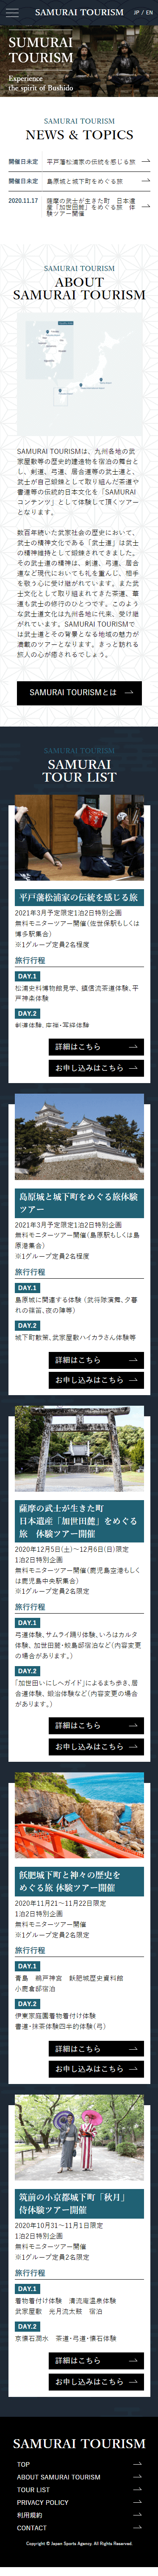 SAMURAI TOURISM
JP / EN
SUMURAI
TOURISM
Experience
the spirit of Bushido
SAMURAI TOURISM
NEWS & TOPICS
開催日未定 平戸藩松浦家の伝統を感じる旅
開催日未定 島原城と城下町をめぐる旅
2020.11.17 薩摩の武士が生きた町 日本遺
産「加世田麓」をめぐる旅 体
験ツアー開催
SAMURAI TOURISM
ABOUT
SAMURAI TOURISM
SAMURAI TOURISMは、九州各地の武
家屋敷等の歴史的建造物を宿泊の舞台と
し、剣道、弓道、居合道等の武士道と、
武士が自己鍛錬として取り組んだ茶道や
書道等の伝統的日本文化を「SAMURAI
コンテンツ」として体験して頂くツアー
となります。
数百年続いた武家社会の歴史において、
武士の精神文化である「武士道」は武士
の精神維持として鍛錬されてきました。
その武士道の精神は、剣道、弓道、居合
道など現代においても礼を重んじ、相手
を敬う心に受け継がれています。また武
士文化として取り組まれてきた茶道、華
道も武士の修行のひとつです。このよう
な武士道文化は九州各地に代来、受け継
がれています。SAMURAI TOURISMで
は武士道とその背景となる地域の魅力が
満載のツアーとなります。きっと訪れる
旅人の心が癒されるでしょう。
SAMURAI TOURISMとは
SAMURAI TOURISM
SAMURAI
TOUR LIST
平戸藩松浦家の伝統を感じる旅
2021年3月予定限定1泊2日特別企画
無料モニターツアー開催(佐世保駅もしくは
博多駅集合)
※1グループ定員2名程度
旅行行程
DAY.1
松浦史料博物館見学、鎮信流茶道体験、平
戸神楽体験
DAY.2
剣道体験、座禅・写経体験
詳細はこちら
お申し込みはこちら
島原城と城下町をめぐる旅体験
ツアー
2021年3月予定限定1泊2日特別企画
無料モニターツアー開催(島原駅もしくは島
原港集合)
※1グループ定員2名程度
旅行行程
DAY.1
島原城に関連する体験(武将隊演舞、夕暮
れの篠笛、夜の陣等)
DAY.2
城下町散策、武家屋敷ハイカラさん体験等
詳細はこちら
お申し込みはこちら
薩摩の武士が生きた町
日本遺産「加世田麓」をめぐる
旅 体験ツアー開催
2020年12月5日(土)～12月6日(日)限定
1泊2日特別企画
無料モニターツアー開催(鹿児島空港もしく
は鹿児島中央駅集合)
※1グループ定員2名限定
旅行行程
DAY.1
弓道体験、サムライ踊り体験、いろはカルタ
体験、加世田麓・鮫島邸宿泊など(内容変更
の場合があります。)
DAY.2
「加世田いにしへガイド」によるまち歩き、居
合道体験、鍛冶体験など(内容変更の場合
があります。)
詳細はこちら
お申し込みはこちら
飫肥城下町と神々の歴史を
めぐる旅 体験ツアー開催
2020年11月21～11月22日限定
1泊2日特別企画
無料モニターツアー開催
※1グループ定員2名限定
旅行行程
DAY.1
青島 鵜戸神宮 飫肥城歴史資料館
小鹿倉邸宿泊
DAY.2
伊東家庭園着物着付け体験
書道・抹茶体験四半的体験(弓)
詳細はこちら
お申し込みはこちら
筑前の小京都城下町「秋月」
侍体験ツアー開催
2020年10月31～11月1日限定
1泊2日特別企画
無料モニターツアー開催
※1グループ定員2名限定
旅行行程
DAY.1
着物着付け体験 清流庵温泉体験
武家屋敷 光月流太鼓 宿泊
DAY.2
京懐石潤水 茶道・弓道・懐石体験
詳細はこちら
お申し込みはこちら
SAMURAI TOURISM
TOP
ABOUT SAMURAI TOURISM
TOUR LIST
PRIVACY POLICY
利用規約
CONTACT
Copyright © Japan Sports Agency. All Rights Reserved.